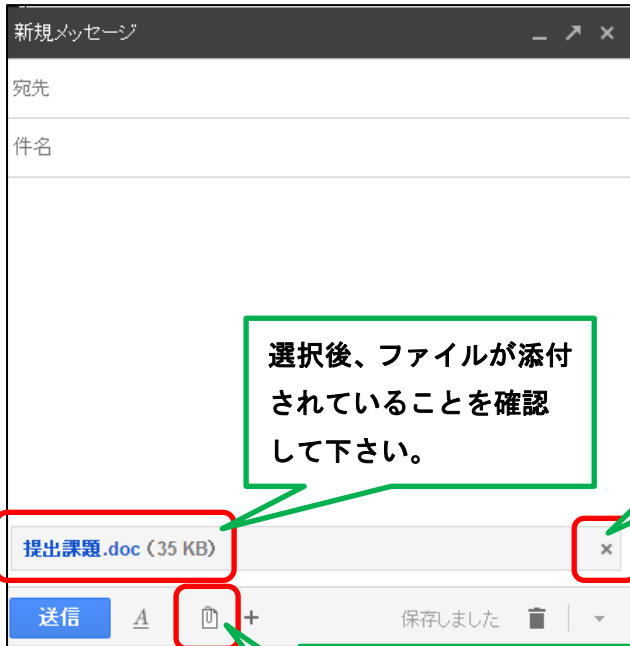 新規メッセージ
宛先
件名
選択後、ファイルが添付
されていることを確認
して下さい。
提出課題.doc (35 KB)
送信 A + 保存しました